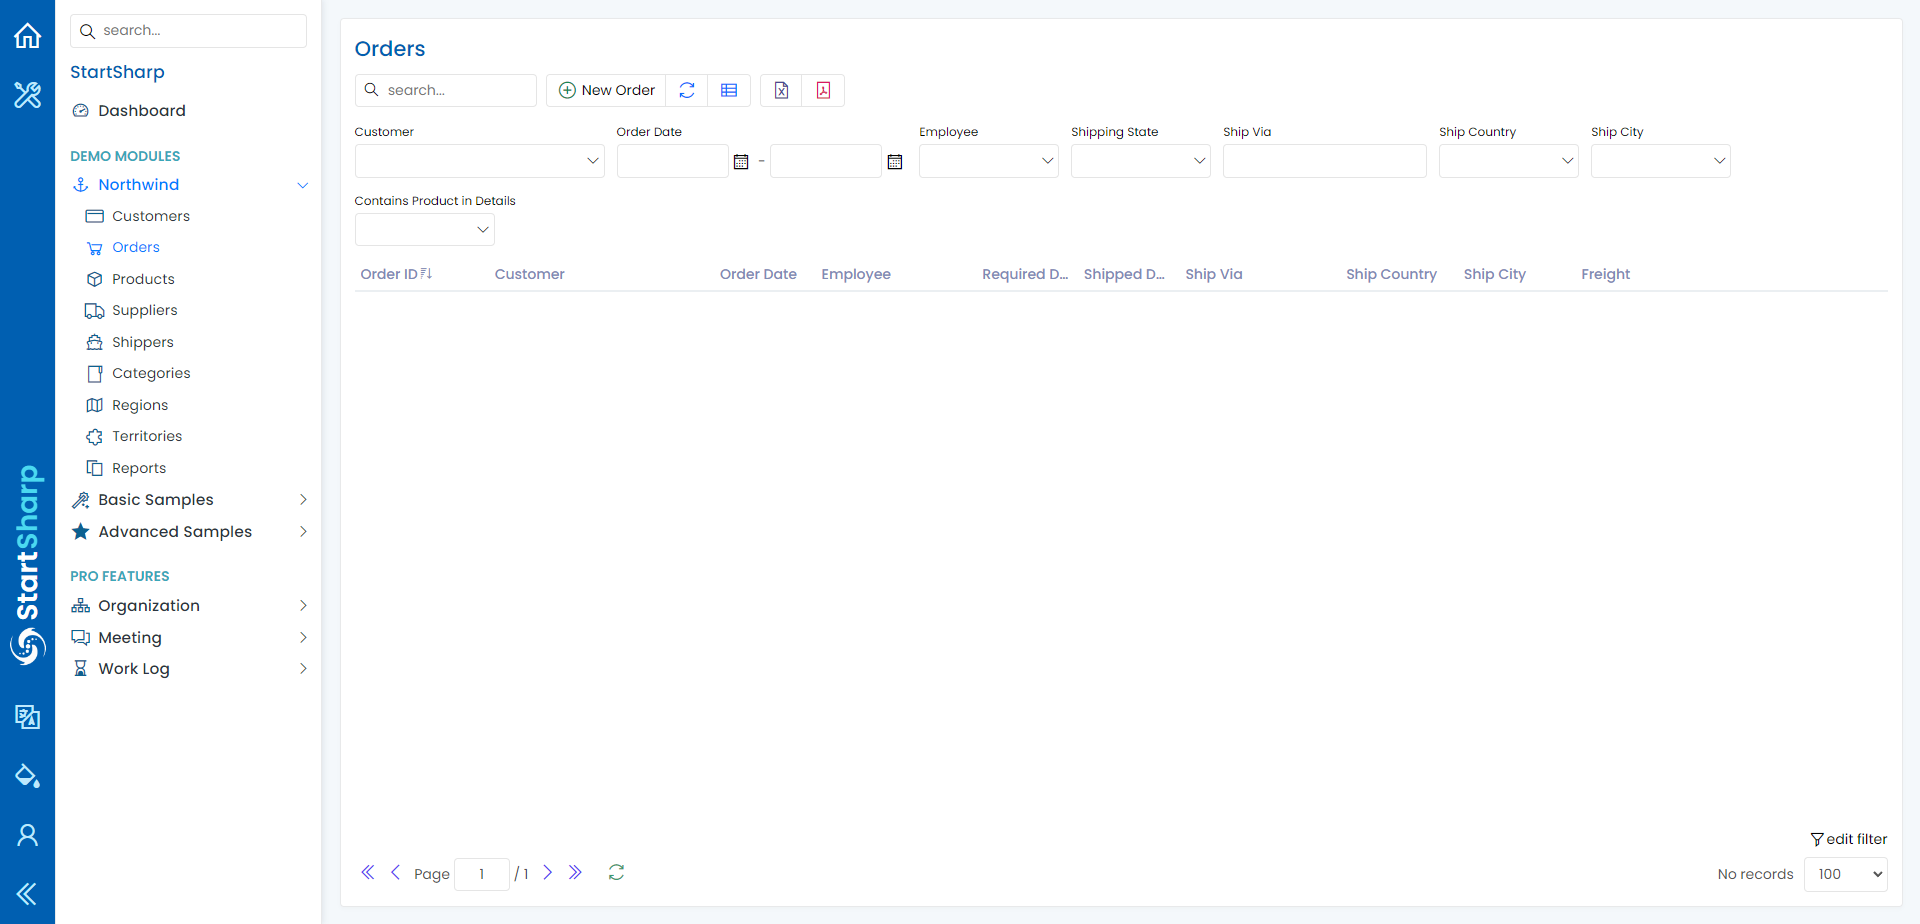 search...
StartSharp
Dashboard
DEMO MODULES
Northwind
Customers
Orders
Products
Suppliers
Shippers
Categories
Regions
Territories
Reports
Basic Samples
Advanced Samples
PRO FEATURES
Organization
Meeting
Work Log
StartSharp
Orders
search...
New Order
Customer
Order Date
Employee
Shipping State
Ship Via
Ship Country
Ship City
-
Contains Product in Details
Order ID
Customer
Order Date
Employee
Required D...
Shipped D...
Ship Via
Ship Country
Ship City
Freight
edit filter
Page 1 / 1
No records 100